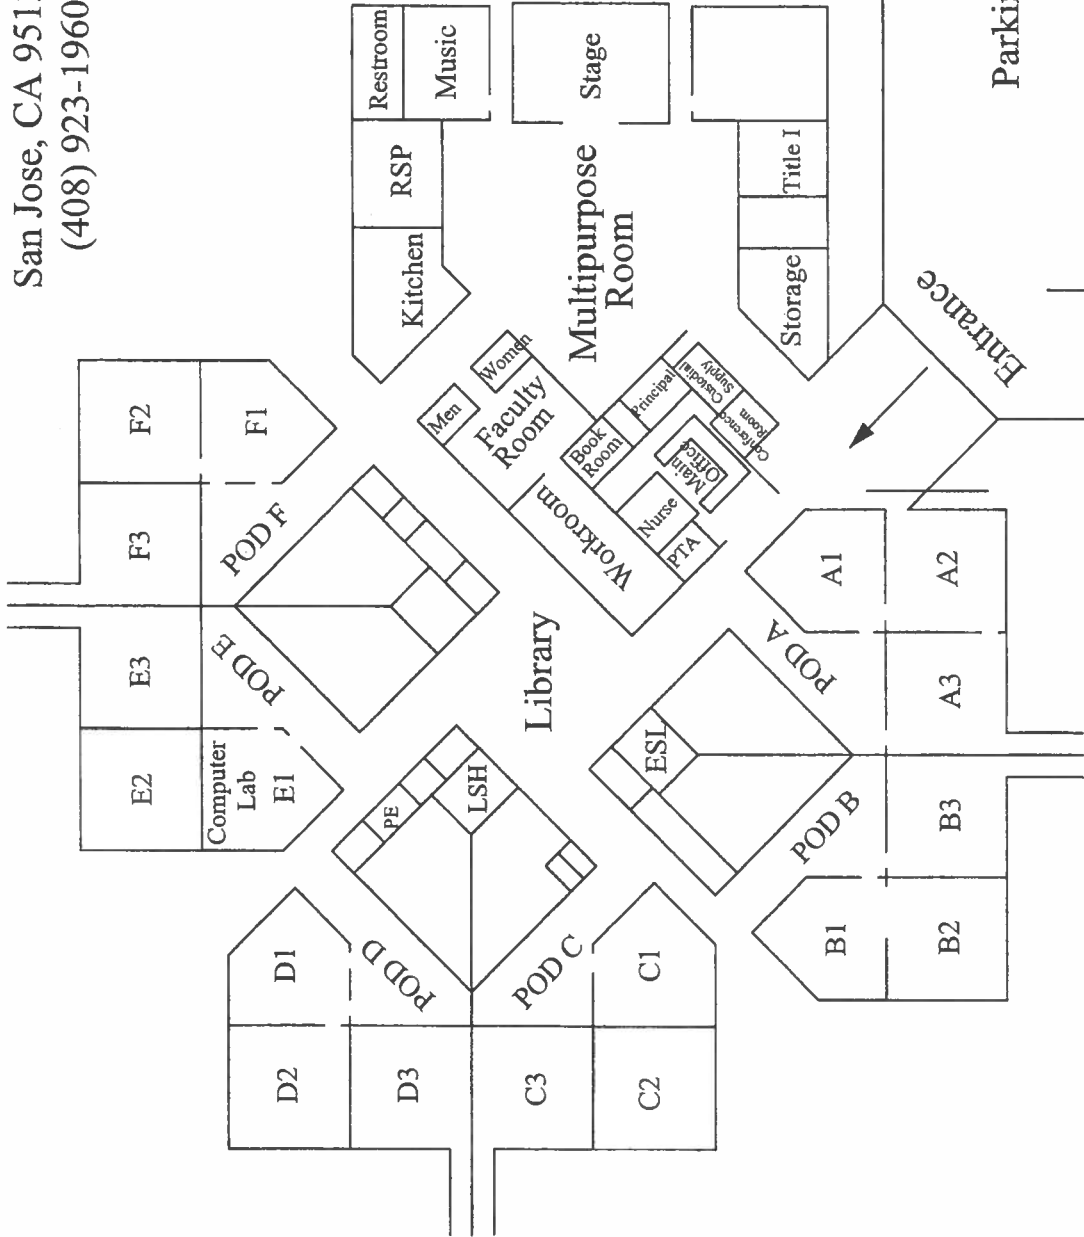 San Jose, CA 951
(408) 923-1960
Restroom
Music
Stage
RSP
Kitchen
Multipurpose
Room
Title I
Storage
Parki
Entrance
Men
Women
Faculty
Room
Book
Room
Principal
Custodial
Supply
Conference
Room
Main
Office
Nurse
PTA
Workroom
Library
F2
F1
F3
POD F
E3
POD E
E2
Computer
Lab
E1
PE
LSH
ESL
A1
A2
POD A
A3
POD B
B3
B1
B2
D1
POD D
D2
D3
POD C
C1
C3
C2